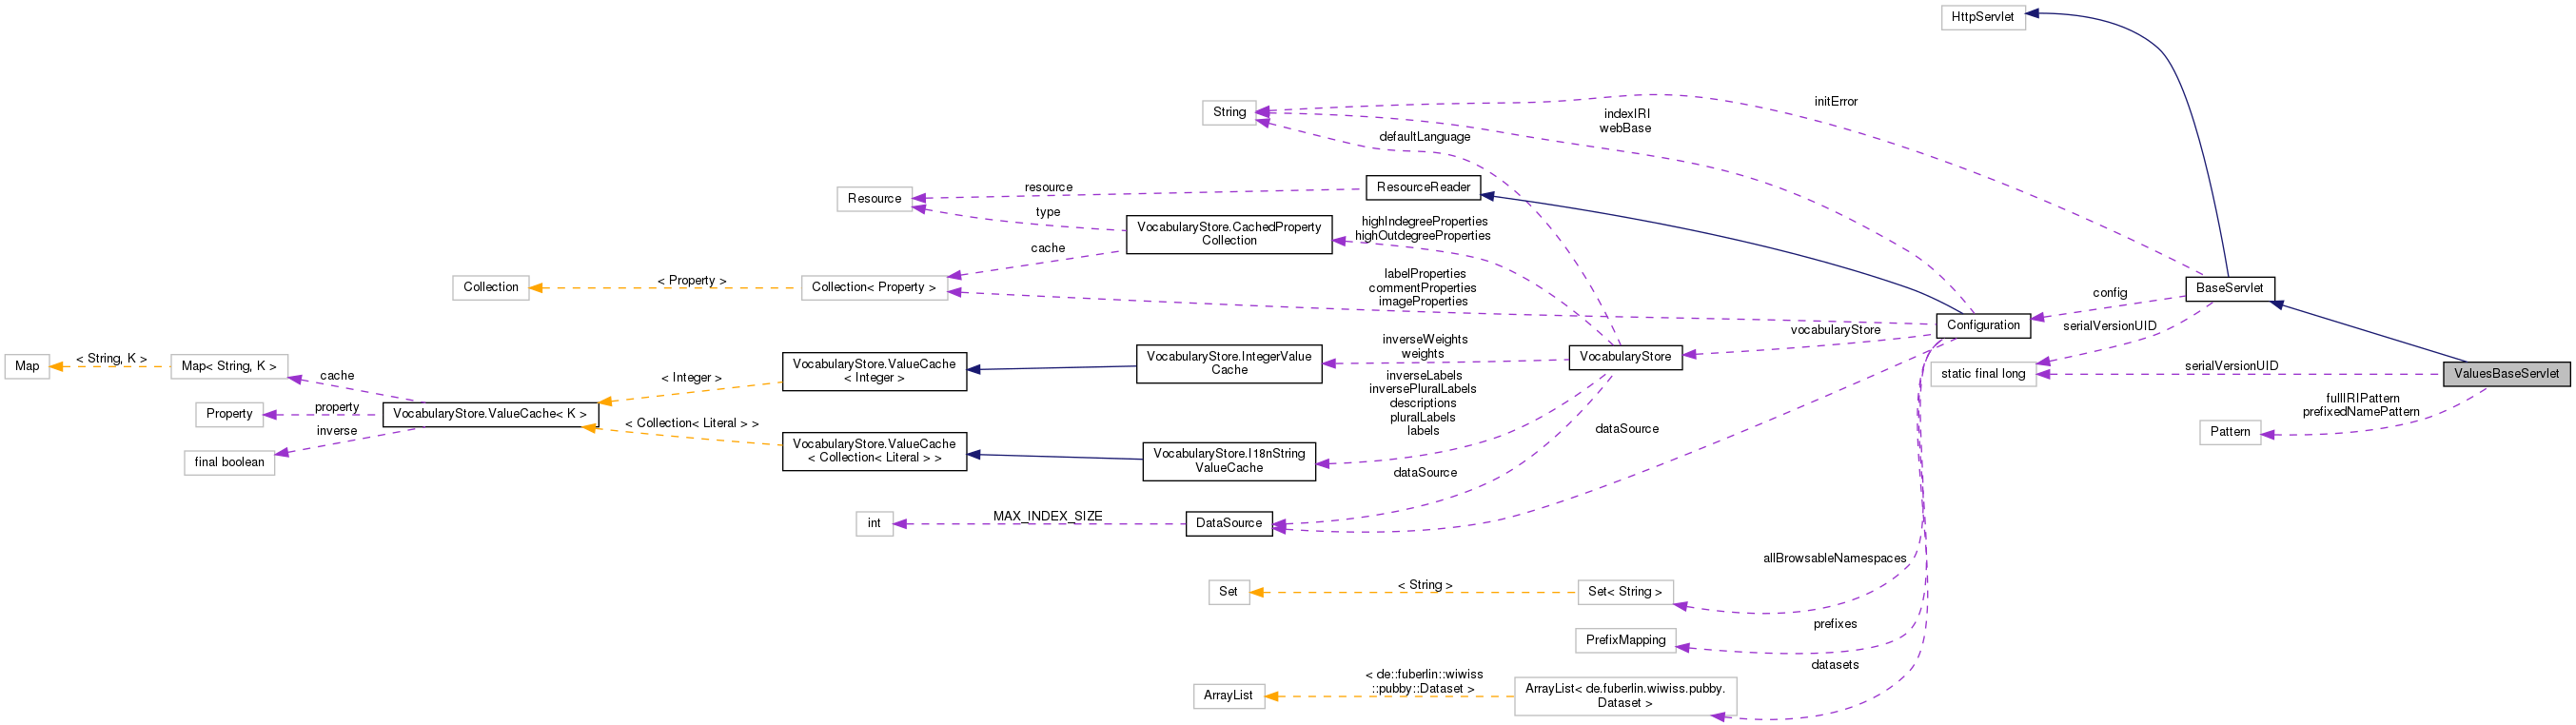 HttpServlet
initError
String
indexIRI
webBase
defaultLanguage
ResourceReader
resource
Resource
type
VocabularyStore.CachedProperty
Collection
highIndegreeProperties
highOutdegreeProperties
cache
Collection
< Property >
Collection< Property >
labelProperties
commentProperties
imageProperties
BaseServlet
config
Configuration
serialVersionUID
vocabularyStore
VocabularyStore
inverseWeights
weights
VocabularyStore.IntegerValue
Cache
VocabularyStore.ValueCache
< Integer >
< Integer >
Map
< String, K >
Map< String, K >
cache
static final long
serialVersionUID
ValuesBaseServlet
Property
property
VocabularyStore.ValueCache< K >
inverse
final boolean
< Collection< Literal > >
VocabularyStore.ValueCache
< Collection< Literal > >
inverseLabels
inversePluralLabels
descriptions
pluralLabels
labels
VocabularyStore.I18nString
ValueCache
fullIRIPattern
prefixedNamePattern
Pattern
dataSource
dataSource
int
MAX_INDEX_SIZE
DataSource
allBrowsableNamespaces
Set
< String >
Set< String >
prefixes
PrefixMapping
datasets
ArrayList
< de::fuberlin::wiwiss
::pubby::Dataset >
ArrayList< de.fuberlin.wiwiss.pubby.
Dataset >